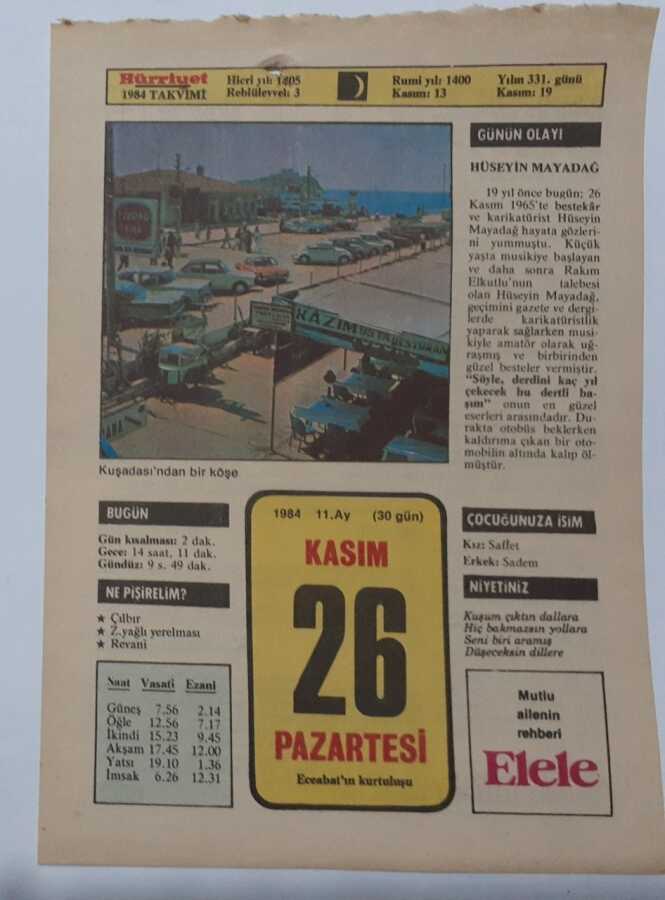 Hürriyet
1984 TAKVİMİ
Hicri yıl: 1405
Rebiülevvel: 3
Rumi yıl: 1400
Kasım: 13
Yılın 331. günü
Kasım: 19
KAZIM USTA RESTORAN
Kuşadası'ndan bir köşe
GÜNÜN OLAYI
HÜSEYİN MAYADAĞ
19 yıl önce bugün; 26
Kasım 1965'te bestekâr
ve karikatürist Hüseyin
Mayadağ hayata gözleri-
ni yummuştu. Küçük
yaşta musikiye başlayan
ve daha sonra Rakım
Elkutlu'nun talebesi
olan Hüseyin Mayadağ,
geçimini gazete ve dergi-
lerde karikatüristlik
yaparak sağlarken musi-
kiyle amatör olarak uğ-
raşmış ve birbirinden
güzel besteler vermiştir.
"Söyle, derdini kaç yıl
çekecek bu dertli ba-
şım" onun en güzel
eserleri arasındadır. Du-
rakta otobüs beklerken
kaldırıma çıkan bir oto-
mobilin altında kalıp öl-
müştür.
BUGÜN
Gün kısalması: 2 dak.
Gece: 14 saat, 11 dak.
Gündüz: 9 s. 49 dak.
NE PİŞİRELİM?
★ Çılbır
★ Z.yağlı yerelması
★ Revani
Saat Vasati Ezani
Güneş 7.56 2.14
Öğle 12.56 7.17
İkindi 15.23 9.45
Akşam 17.45 12.00
Yatsı 19.10 1.36
İmsak 6.26 12.31
1984 11.Ay (30 gün)
KASIM
26
PAZARTESİ
Eceabat'ın kurtuluşu
ÇOCUĞUNUZA İSİM
Kız: Saffet
Erkek: Sadem
NİYETİNİZ
Kuşum çıktın dallara
Hiç bakmazsın yollara
Seni biri aramış
Düşeceksin dillere
Mutlu
ailenin
rehberi
Elele